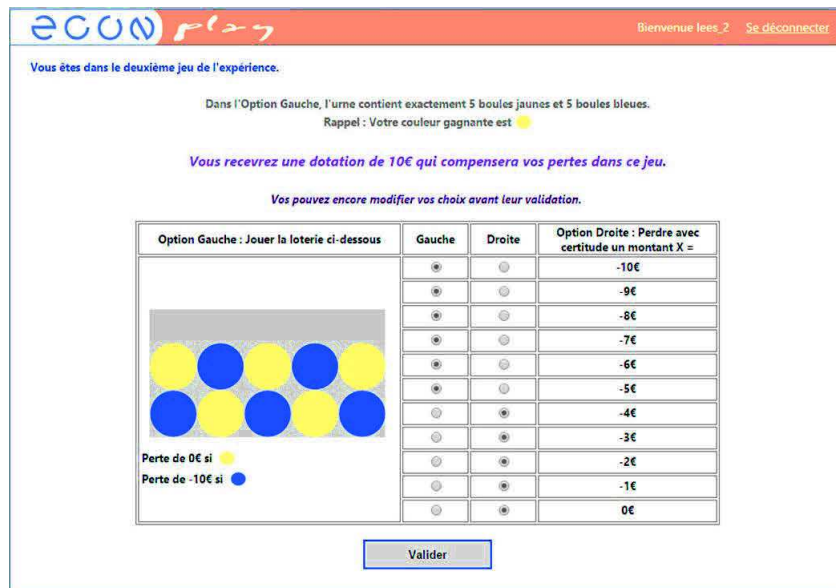 econ play
Bienvenue lees_2 Se déconnecter
Vous êtes dans le deuxième jeu de l'expérience.
Dans l'Option Gauche, l'urne contient exactement 5 boules jaunes et 5 boules bleues.
Rappel : Votre couleur gagnante est
Vous recevrez une dotation de 10€ qui compensera vos pertes dans ce jeu.
Vos pouvez encore modifier vos choix avant leur validation.
Option Gauche : Jouer la loterie ci-dessous Gauche Droite Option Droite : Perdre avec
certitude un montant X =
-10€
-9€
-8€
-7€
-6€
-5€
-4€
-3€
-2€
-1€
0€
Perte de 0€ si
Perte de -10€ si
Valider